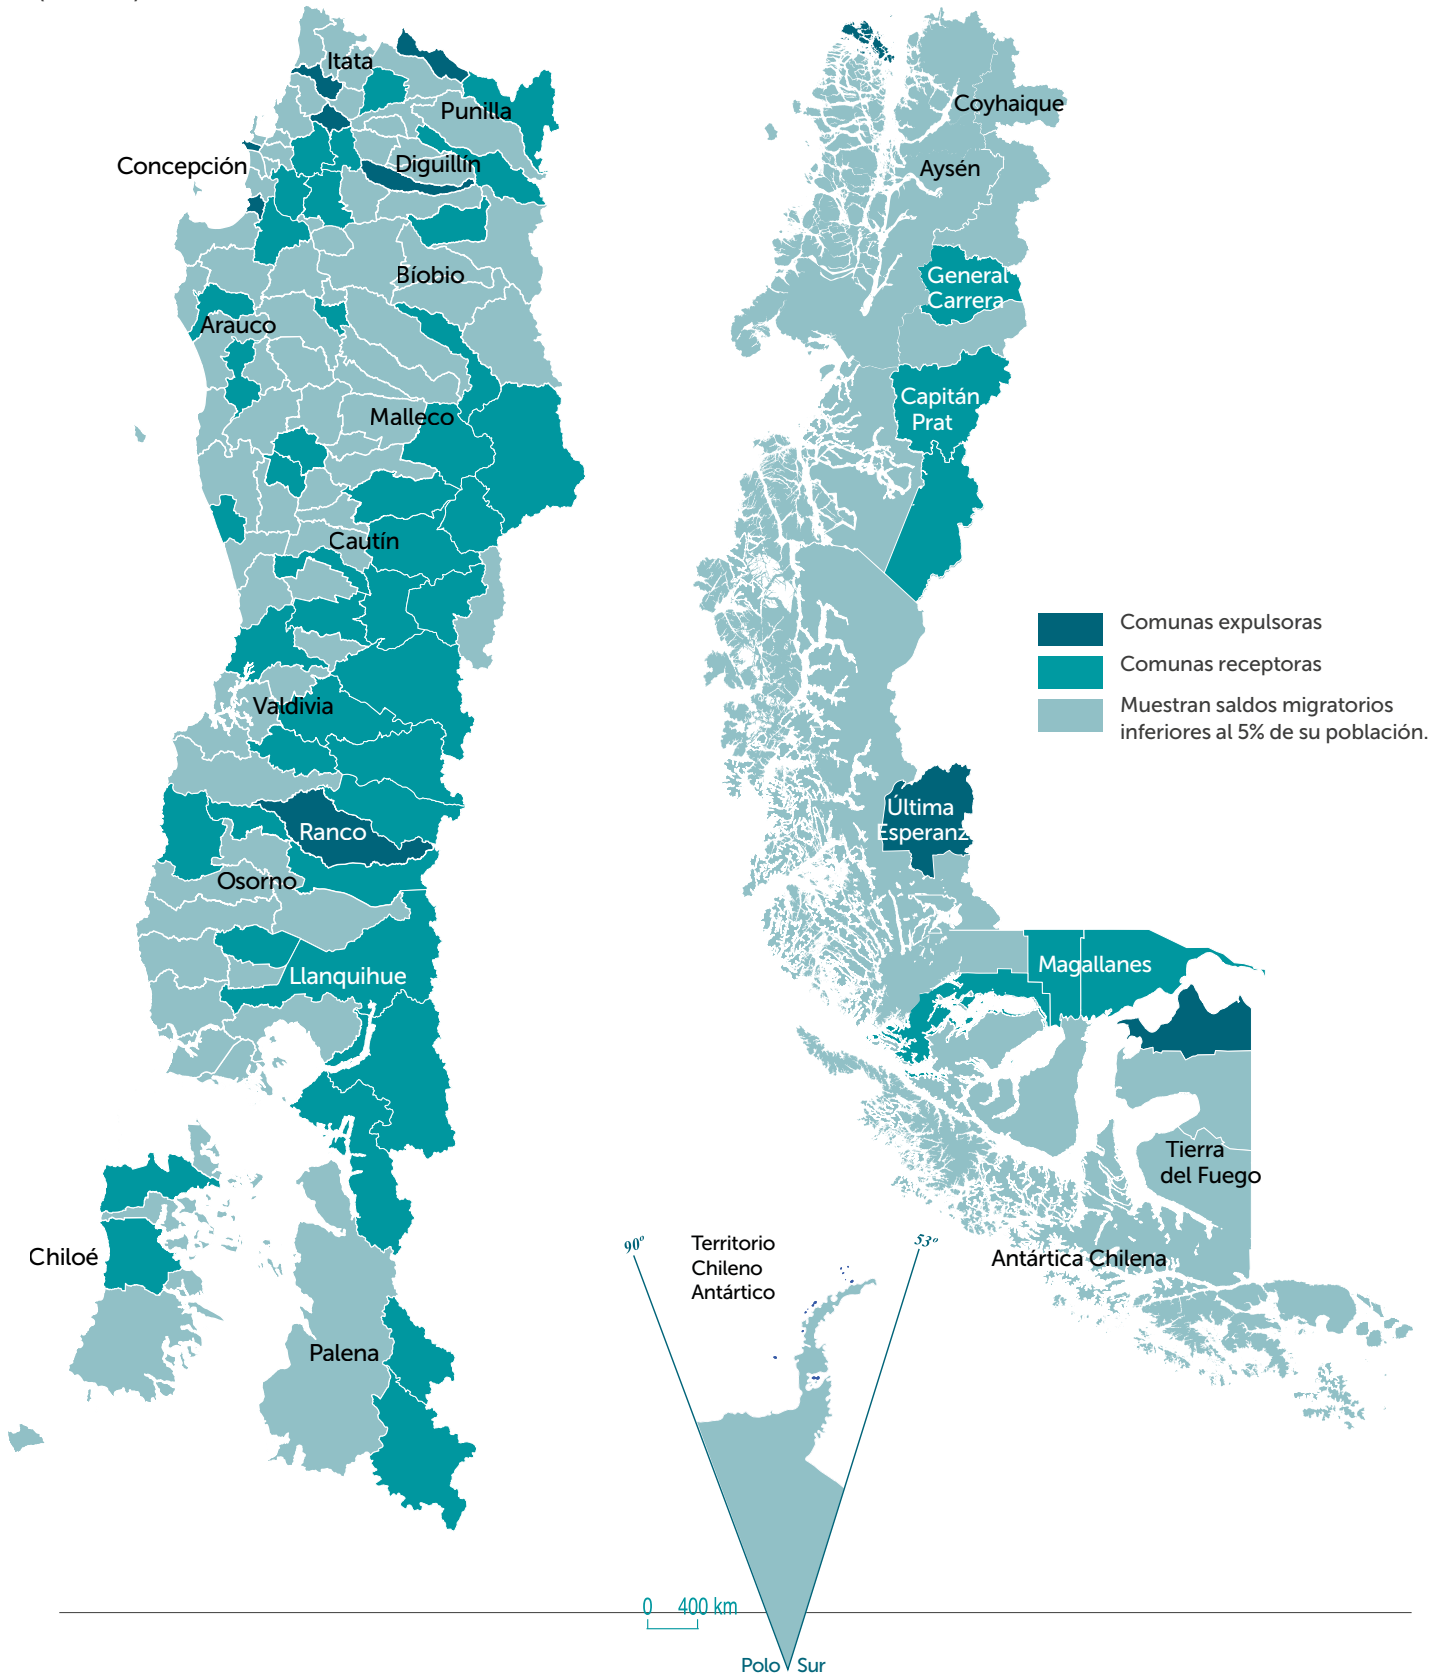 Itata
Punilla
Concepción
Diguillín
Bíobio
Arauco
Malleco
Cautín
Valdivia
Ranco
Osorno
Llanquihue
Chiloé
Palena
Coyhaique
Aysén
General
Carrera
Capitán
Prat
Comunas expulsoras
Comunas receptoras
Muestran saldos migratorios
inferiores al 5% de su población.
Última
Esperanz
Magallanes
Tierra
del Fuego
Antártica Chilena
90°
53°
Territorio
Chileno
Antártico
0 400 km
Polo Sur